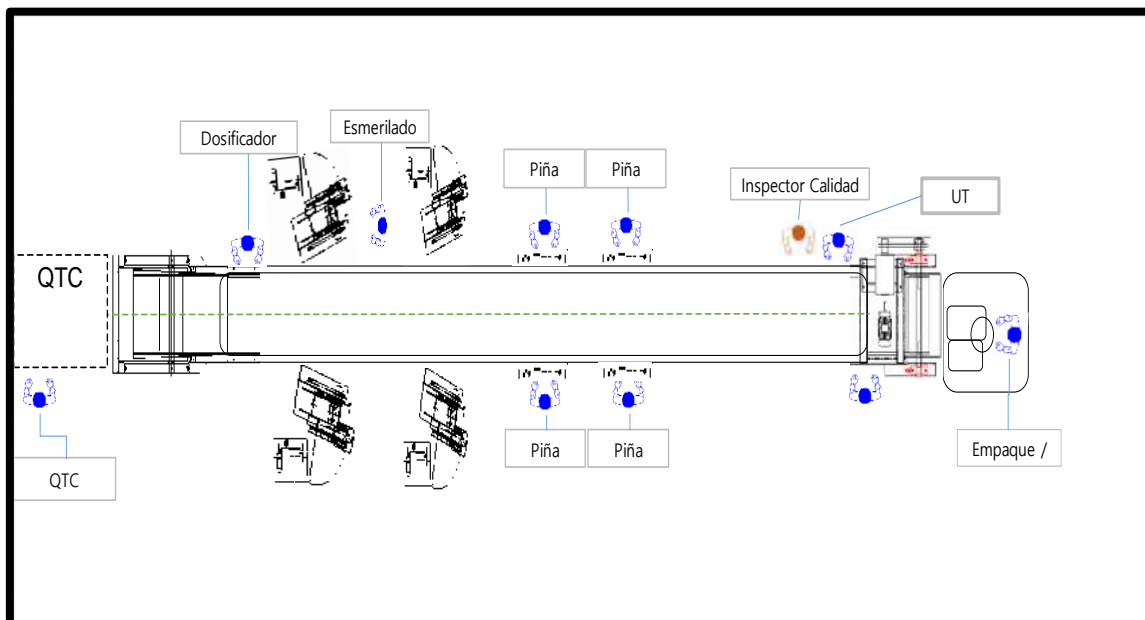 Dosificador
Esmerilado
Piña
Piña
Inspector Calidad
UT
QTC
Piña
Piña
Empaque /
QTC